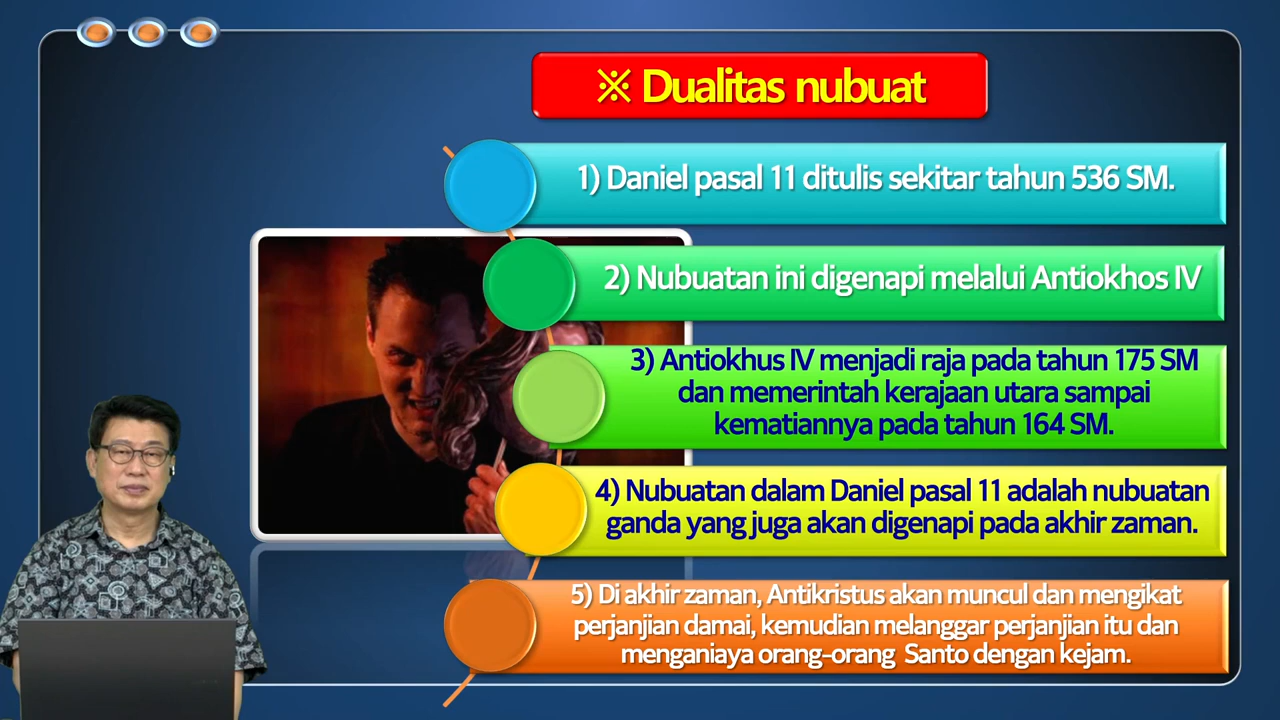 ※ Dualitas nubuat
1) Daniel pasal 11 ditulis sekitar tahun 536 SM.
2) Nubuatan ini digenapi melalui Antiokhos IV
3) Antiokhus IV menjadi raja pada tahun 175 SM
dan memerintah kerajaan utara sampai
kematiannya pada tahun 164 SM.
4) Nubuatan dalam Daniel pasal 11 adalah nubuatan
ganda yang juga akan digenapi pada akhir zaman.
5) Di akhir zaman, Antikristus akan muncul dan mengikat
perjanjian damai, kemudian melanggar perjanjian itu dan
menganiaya orang-orang Santo dengan kejam.